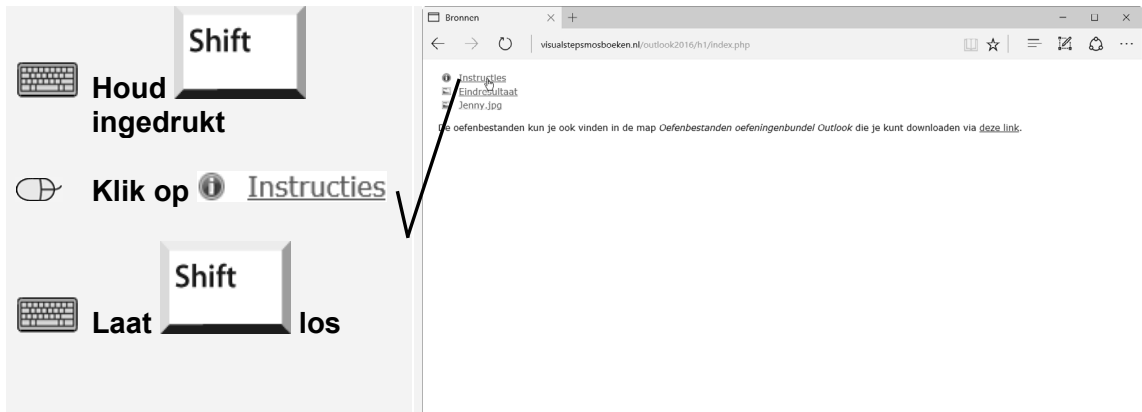 Houd Shift
ingedrukt
Klik op Instructies
Laat Shift los
Bronnen
visualstepsmosboeken.nl/outlook2016/h1/index.php
Instructies
Eindresultaat
Jenny.jpg
De oefenbestanden kun je ook vinden in de map Oefenbestanden oefeningenbundel Outlook die je kunt downloaden via deze link.